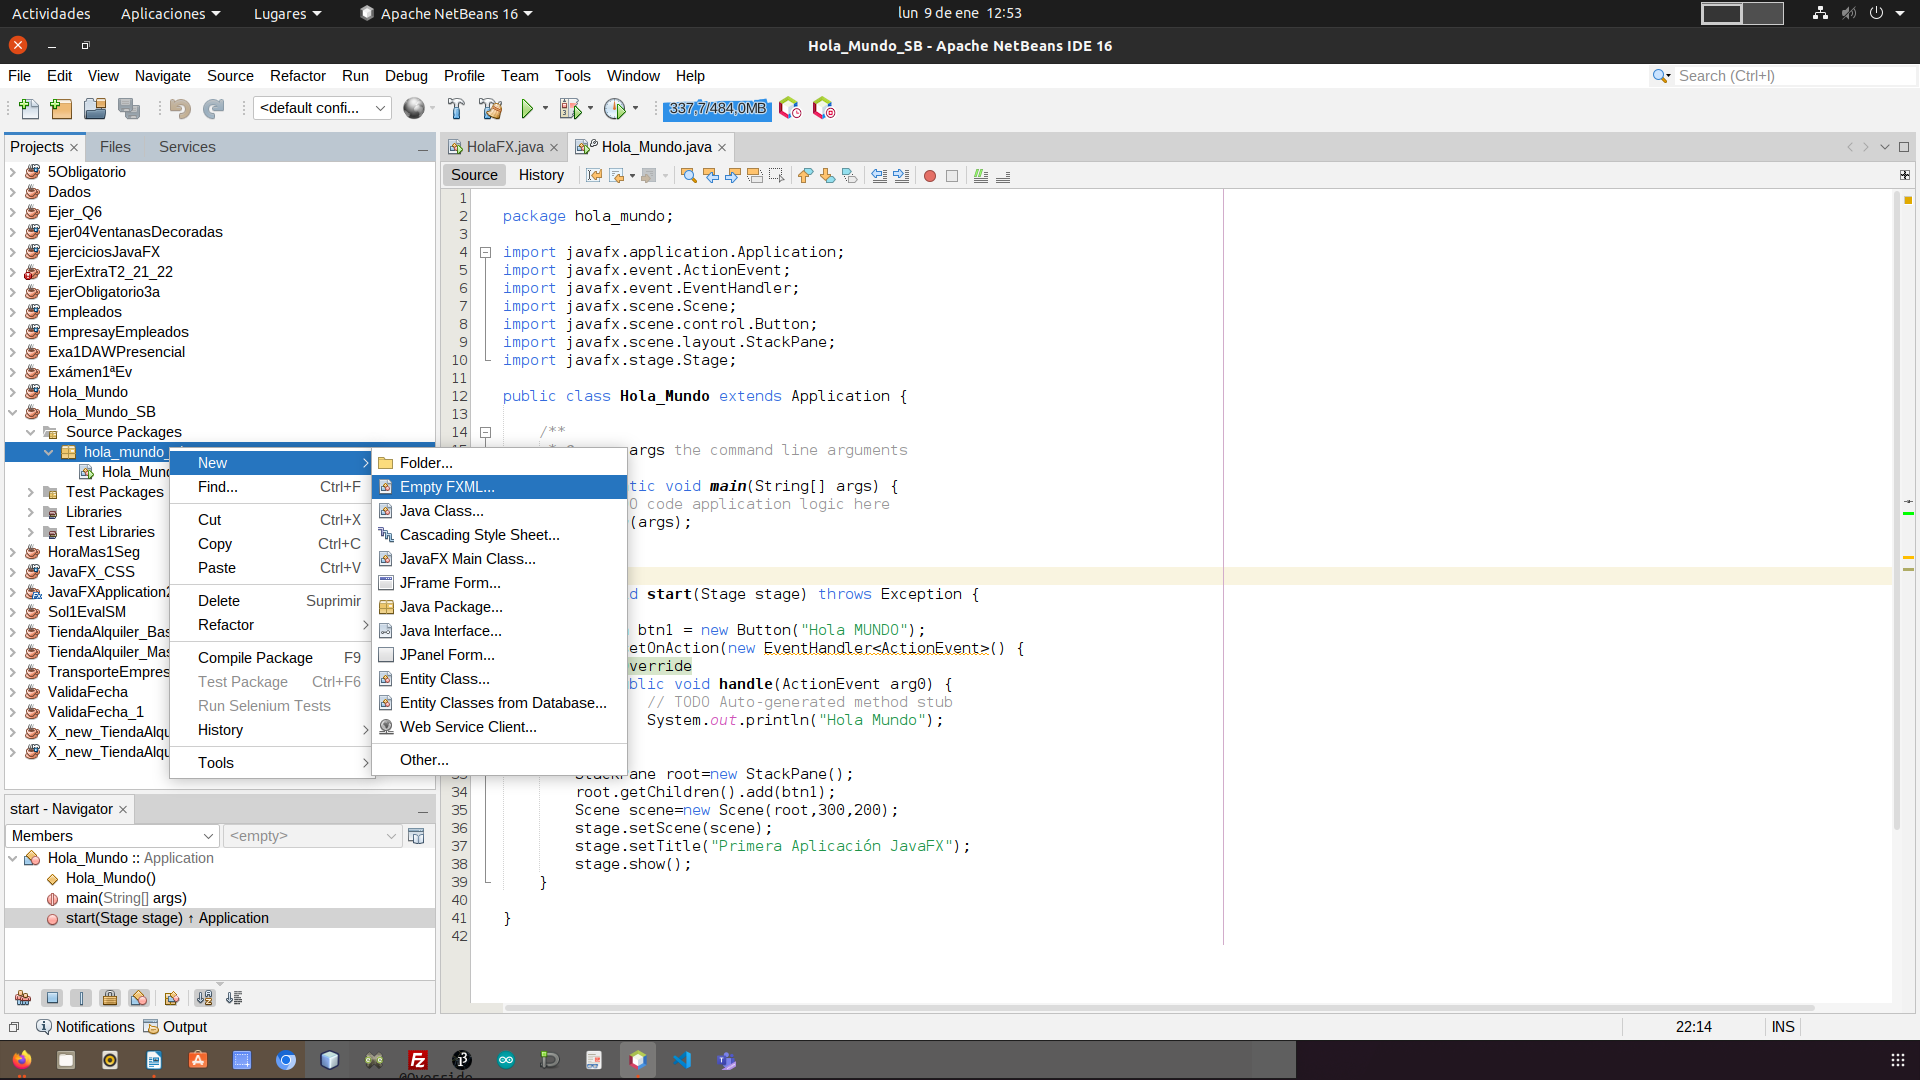 Actividades Aplicaciones Lugares Apache NetBeans 16 lun 9 de ene 12:53
Hola_Mundo_SB - Apache NetBeans IDE 16
File Edit View Navigate Source Refactor Run Debug Profile Team Tools Window Help Search (Ctrl+I)
<default confi... 337,7/484,0MB
Projects Files Services
5Obligatorio
Dados
Ejer_Q6
Ejer04VentanasDecoradas
EjerciciosJavaFX
EjerExtraT2_21_22
EjerObligatorio3a
Empleados
EmpresayEmpleados
Exa1DAWPresencial
Exámen1ªEv
Hola_Mundo
Hola_Mundo_SB
Source Packages
hola_mundo
Hola_Mund
Test Packages
Libraries
Test Libraries
HoraMas1Seg
JavaFX_CSS
JavaFXApplication2
Sol1EvalSM
TiendaAlquiler_Bas
TiendaAlquiler_Mas
TransporteEmpres
ValidaFecha
ValidaFecha_1
X_new_TiendaAlqu
X_new_TiendaAlqu
New
Find... Ctrl+F
Cut Ctrl+X
Copy Ctrl+C
Paste Ctrl+V
Delete Suprimir
Refactor
Compile Package F9
Test Package Ctrl+F6
Run Selenium Tests
History
Tools
Folder...
Empty FXML...
Java Class...
Cascading Style Sheet...
JavaFX Main Class...
JFrame Form...
Java Package...
Java Interface...
JPanel Form...
Entity Class...
Entity Classes from Database...
Web Service Client...
Other...
HolaFX.java Hola_Mundo.java
Source History
1
2 package hola_mundo;
3
4 import javafx.application.Application;
5 import javafx.event.ActionEvent;
6 import javafx.event.EventHandler;
7 import javafx.scene.Scene;
8 import javafx.scene.control.Button;
9 import javafx.scene.layout.StackPane;
10 import javafx.stage.Stage;
11
12 public class Hola_Mundo extends Application {
13
14 /**
args the command line arguments
tic void main(String[] args) {
O code application logic here
(args);
d start(Stage stage) throws Exception {
btn1 = new Button("Hola MUNDO");
etOnAction(new EventHandler<ActionEvent>() {
verride
blic void handle(ActionEvent arg0) {
// TODO Auto-generated method stub
System.out.println("Hola Mundo");
StackPane root=new StackPane();
34 root.getChildren().add(btn1);
35 Scene scene=new Scene(root,300,200);
36 stage.setScene(scene);
37 stage.setTitle("Primera Aplicación JavaFX");
38 stage.show();
39 }
40
41 }
42
start - Navigator
Members <empty>
Hola_Mundo :: Application
Hola_Mundo()
main(String[] args)
start(Stage stage) ↑ Application
Notifications Output 22:14 INS
@Override